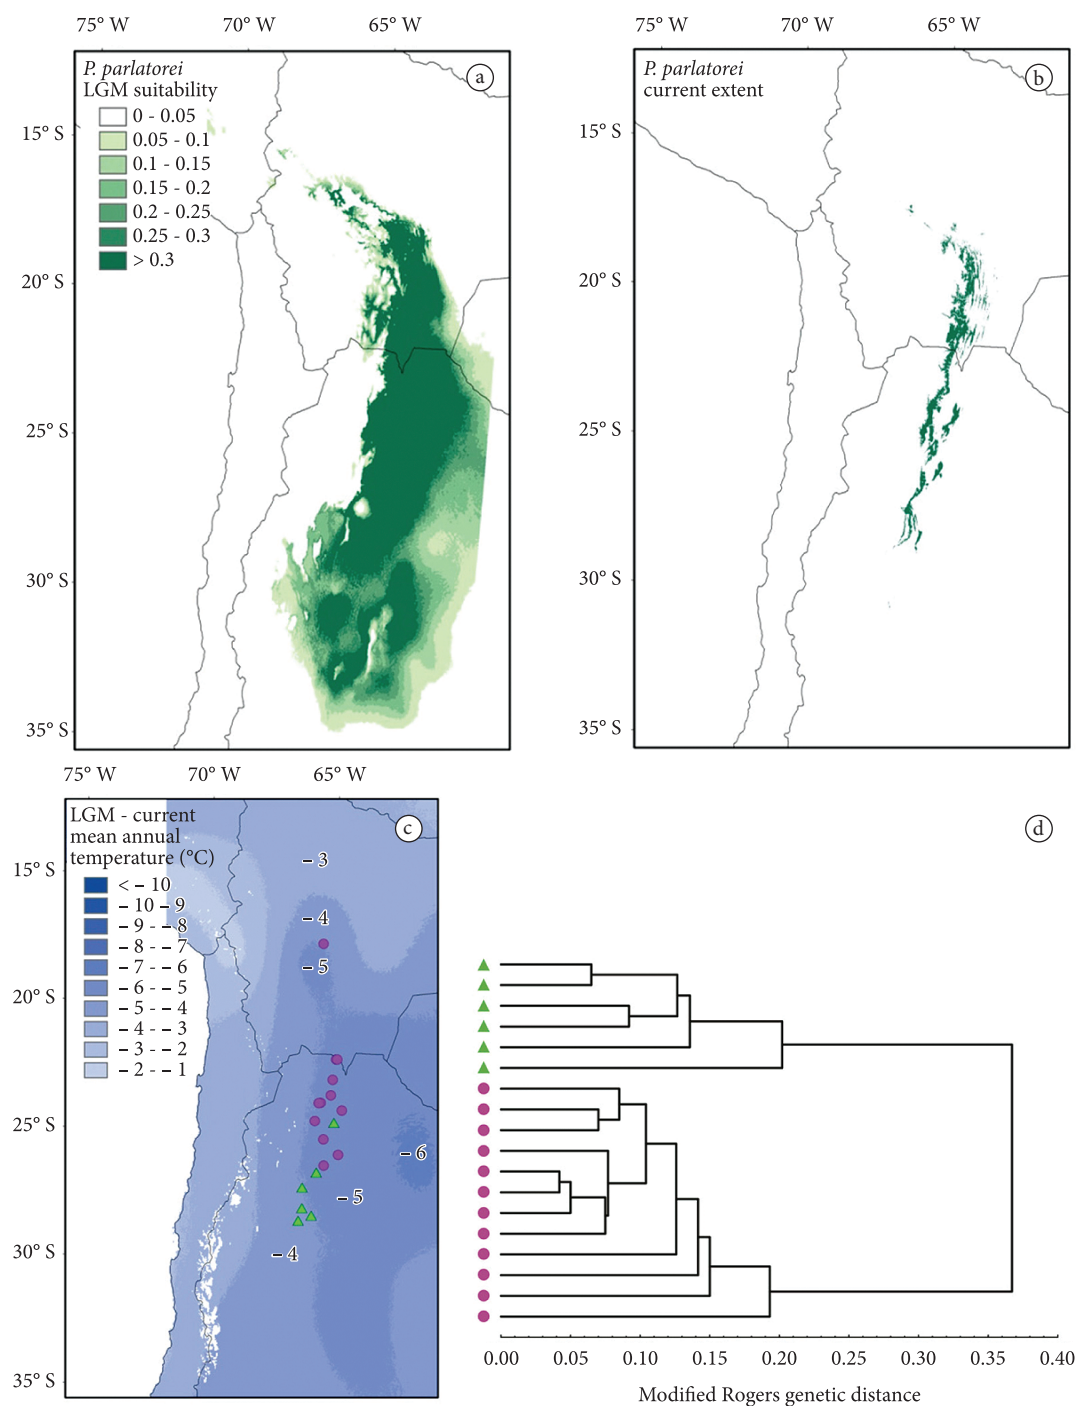 75° W 70° W 65° W
P. parlatorei
LGM suitability
a
0 - 0.05
0.05 - 0.1
0.1 - 0.15
0.15 - 0.2
0.2 - 0.25
0.25 - 0.3
> 0.3
15° S
20° S
25° S
30° S
35° S
75° W 70° W 65° W
P. parlatorei
current extent
b
15° S
20° S
25° S
30° S
35° S
75° W 70° W 65° W
LGM - current
mean annual
temperature (°C)
c
< – 10
– 10 - 9
– 9 - – 8
– 8 - – 7
– 7 - – 6
– 6 - – 5
– 5 - – 4
– 4 - – 3
– 3 - – 2
– 2 - – 1
– 3
– 4
– 5
– 6
– 5
– 4
15° S
20° S
25° S
30° S
35° S
d
0.00 0.05 0.10 0.15 0.20 0.25 0.30 0.35 0.40
Modified Rogers genetic distance